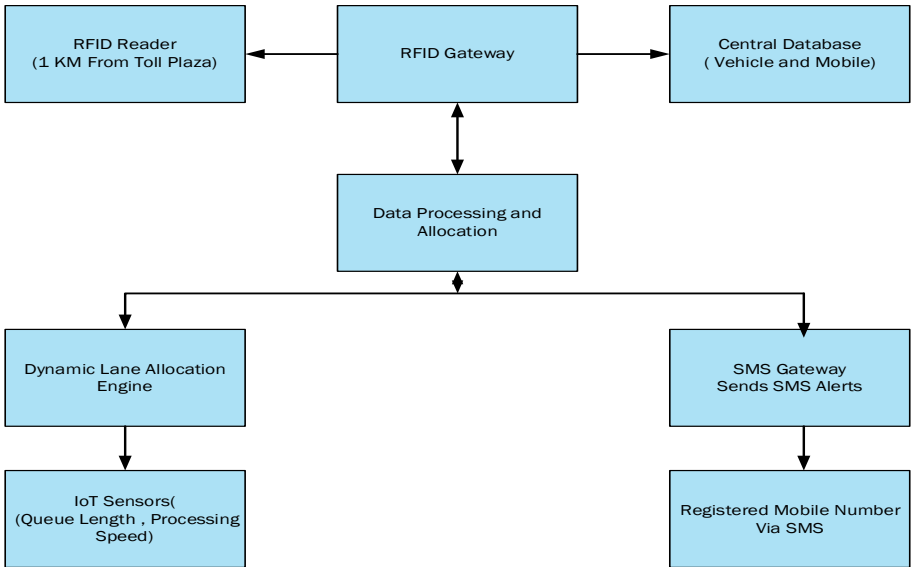 RFID Reader
(1 KM From Toll Plaza)
RFID Gateway
Central Database
( Vehicle and Mobile)
Data Processing and
Allocation
Dynamic Lane Allocation
Engine
SMS Gateway
Sends SMS Alerts
IoT Sensors(
(Queue Length , Processing
Speed)
Registered Mobile Number
Via SMS